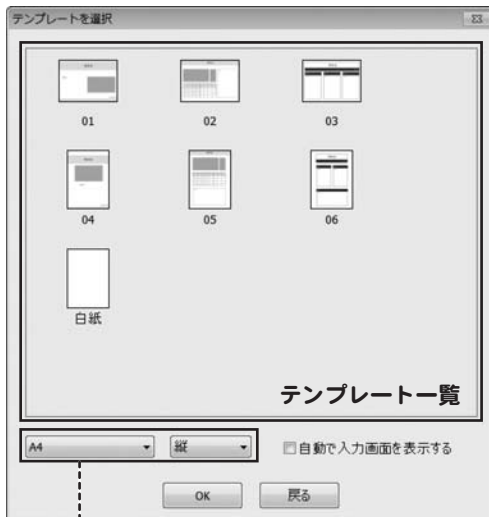 テンプレートを選択
01 02 03
04 05 06
白紙
テンプレート一覧
A4 縦 自動で入力画面を表示する
OK 戻る